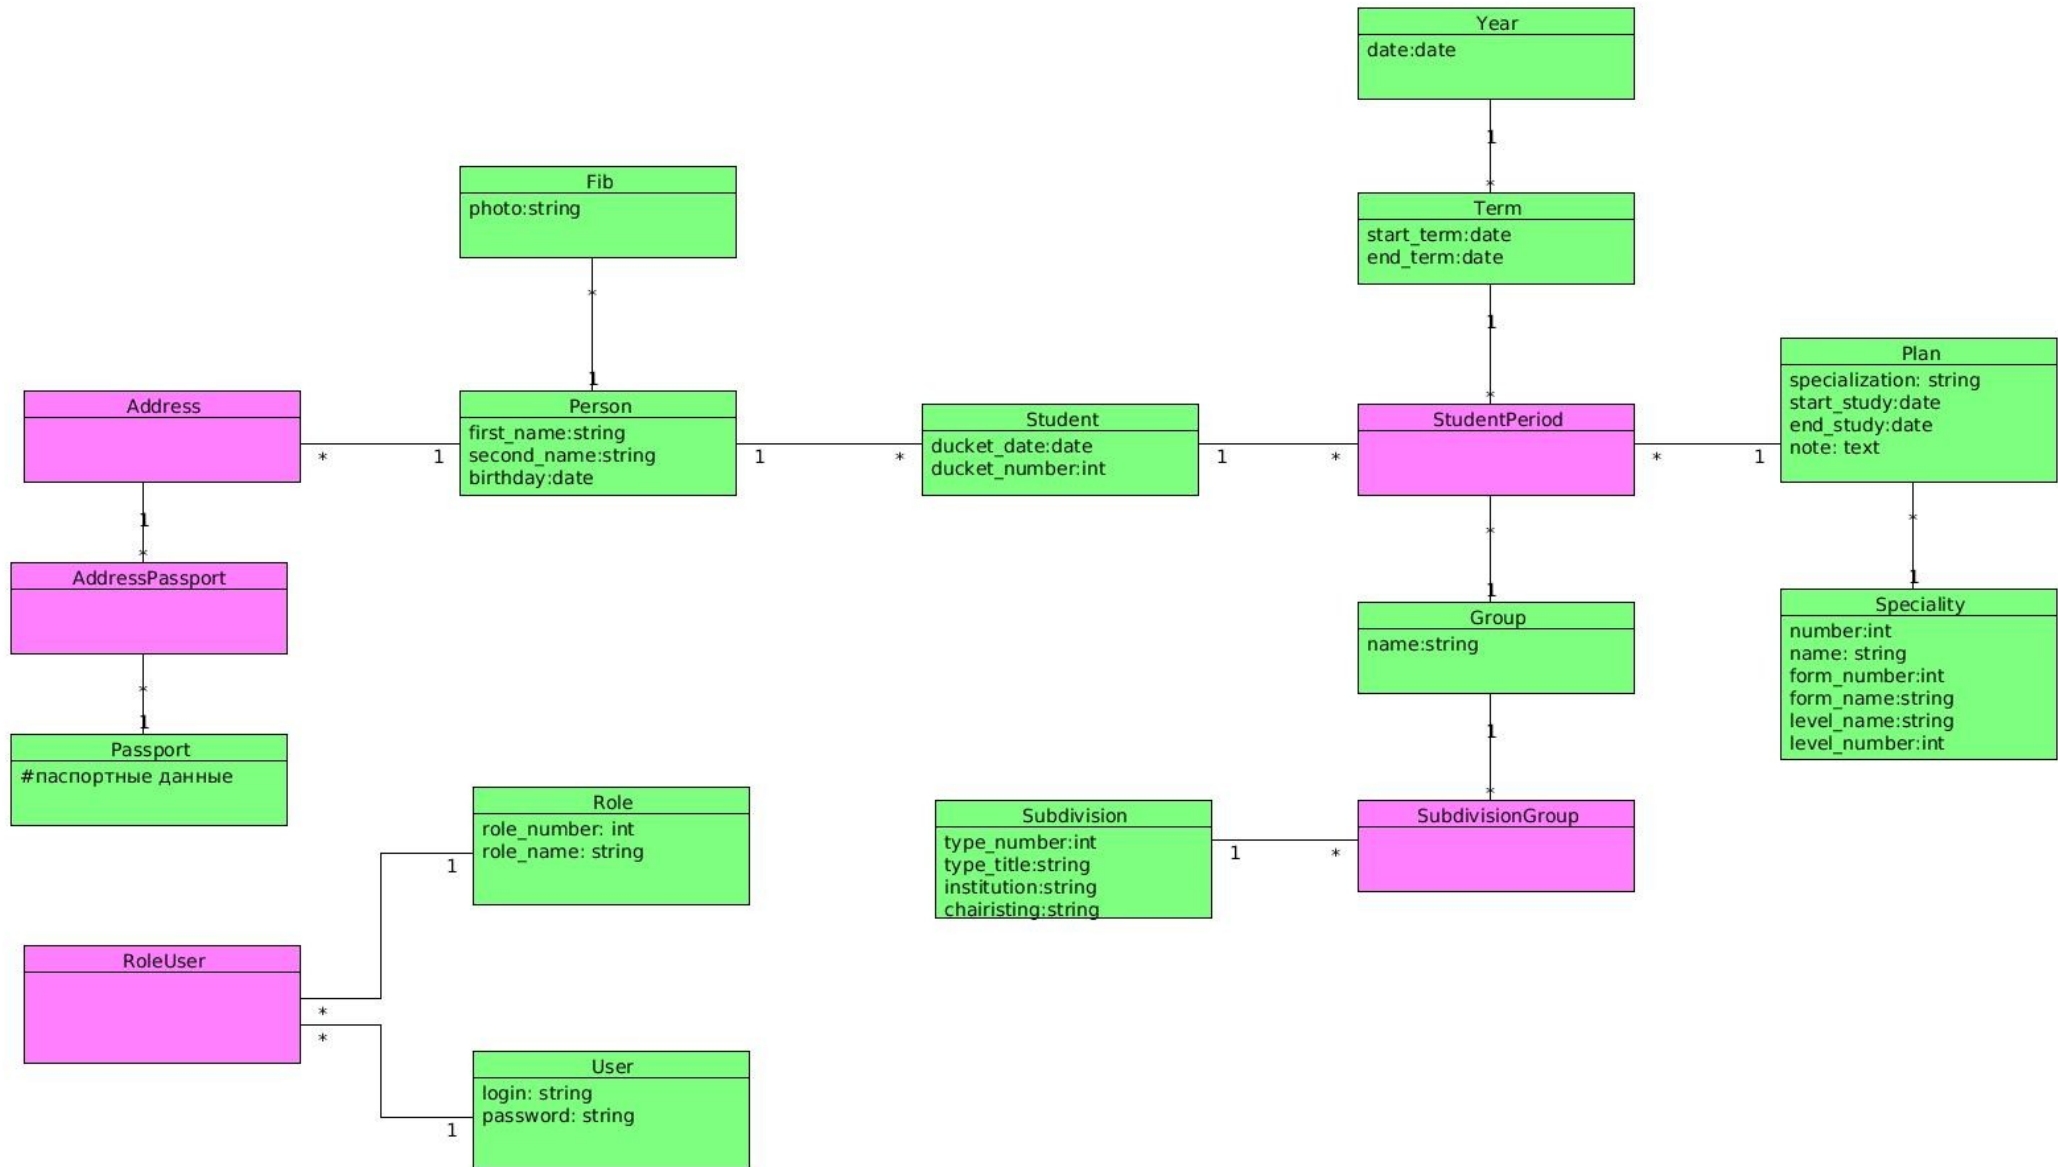 Year
date:date
1
*
Fib
photo:string
*
1
Term
start_term:date
end_term:date
1
*
Address
*
1
Person
first_name:string
second_name:string
birthday:date
1
*
Student
ducket_date:date
ducket_number:int
1
*
StudentPeriod
*
1
Plan
specialization: string
start_study:date
end_study:date
note: text
1
*
AddressPassport
*
1
*
1
Group
name:string
*
1
Speciality
number:int
name: string
form_number:int
form_name:string
level_name:string
level_number:int
Passport
#паспортные данные
1
*
Role
role_number: int
role_name: string
1
Subdivision
type_number:int
type_title:string
institution:string
chairisting:string
1
*
SubdivisionGroup
RoleUser
*
*
User
login: string
password: string
1